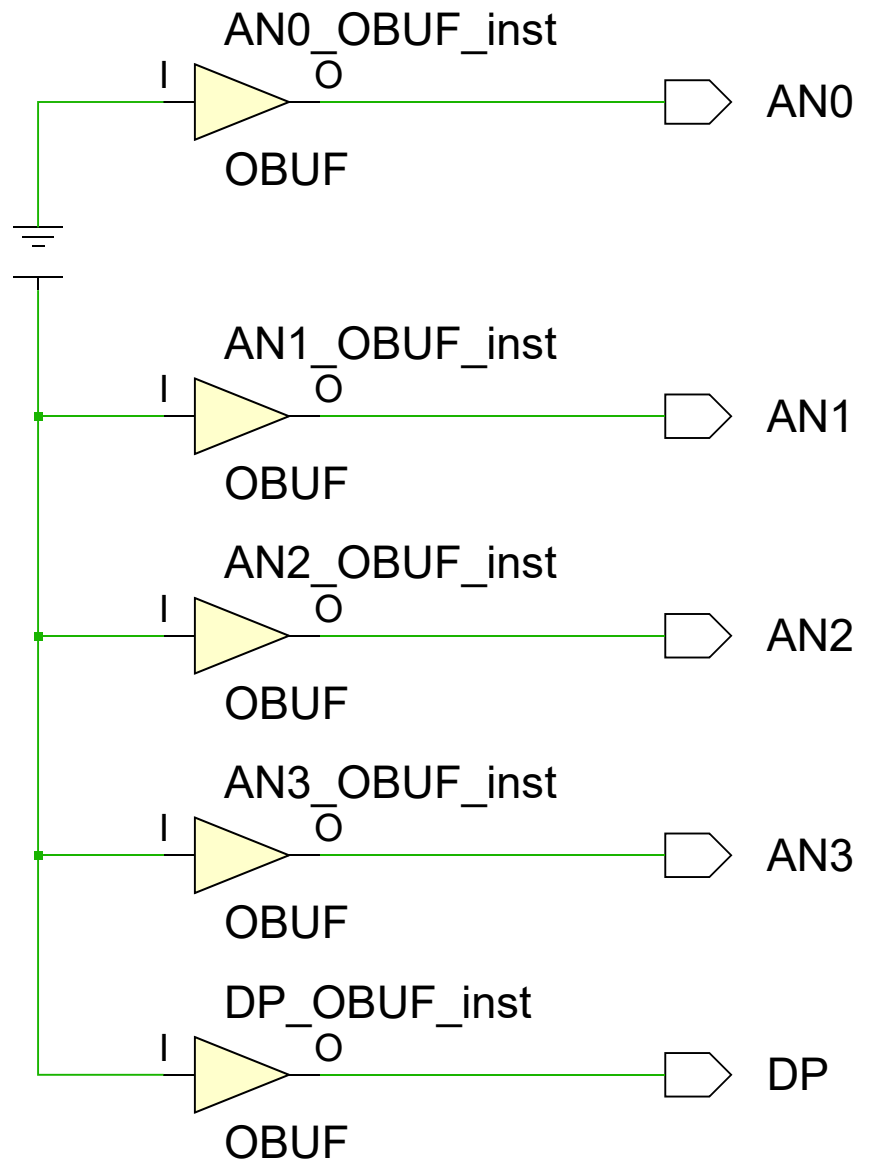 AN0_OBUF_inst
I
O
AN0
OBUF
AN1_OBUF_inst
I
O
AN1
OBUF
AN2_OBUF_inst
I
O
AN2
OBUF
AN3_OBUF_inst
I
O
AN3
OBUF
DP_OBUF_inst
I
O
DP
OBUF